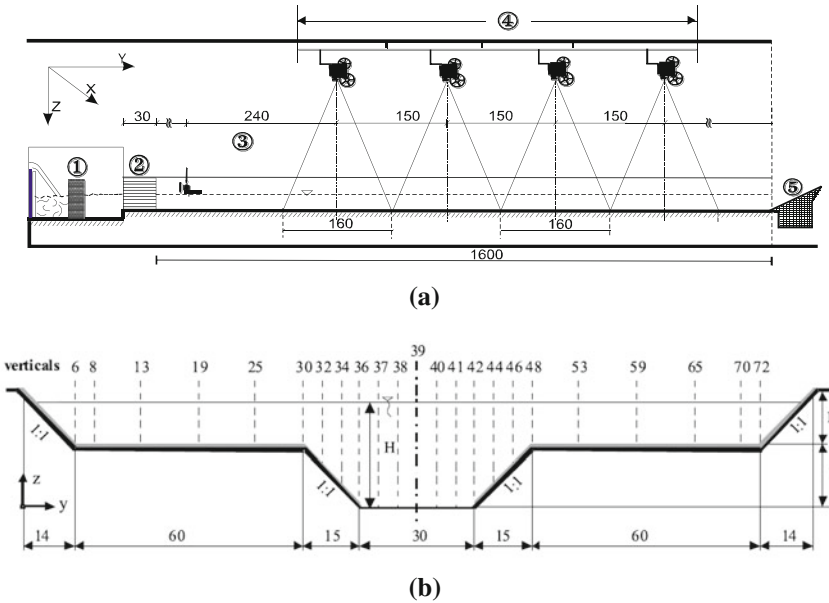 ④
Y
X
Z
30
240
③
150
150
150
①
②
⑤
160
160
1600
(a)
39
verticals 6 8 13 19 25 30 32 34 36 37 38 40 41 42 44 46 48 53 59 65 70 72
1:1
1:1
H
1:1
1:1
z
y
14 60 15 30 15 60 14
(b)